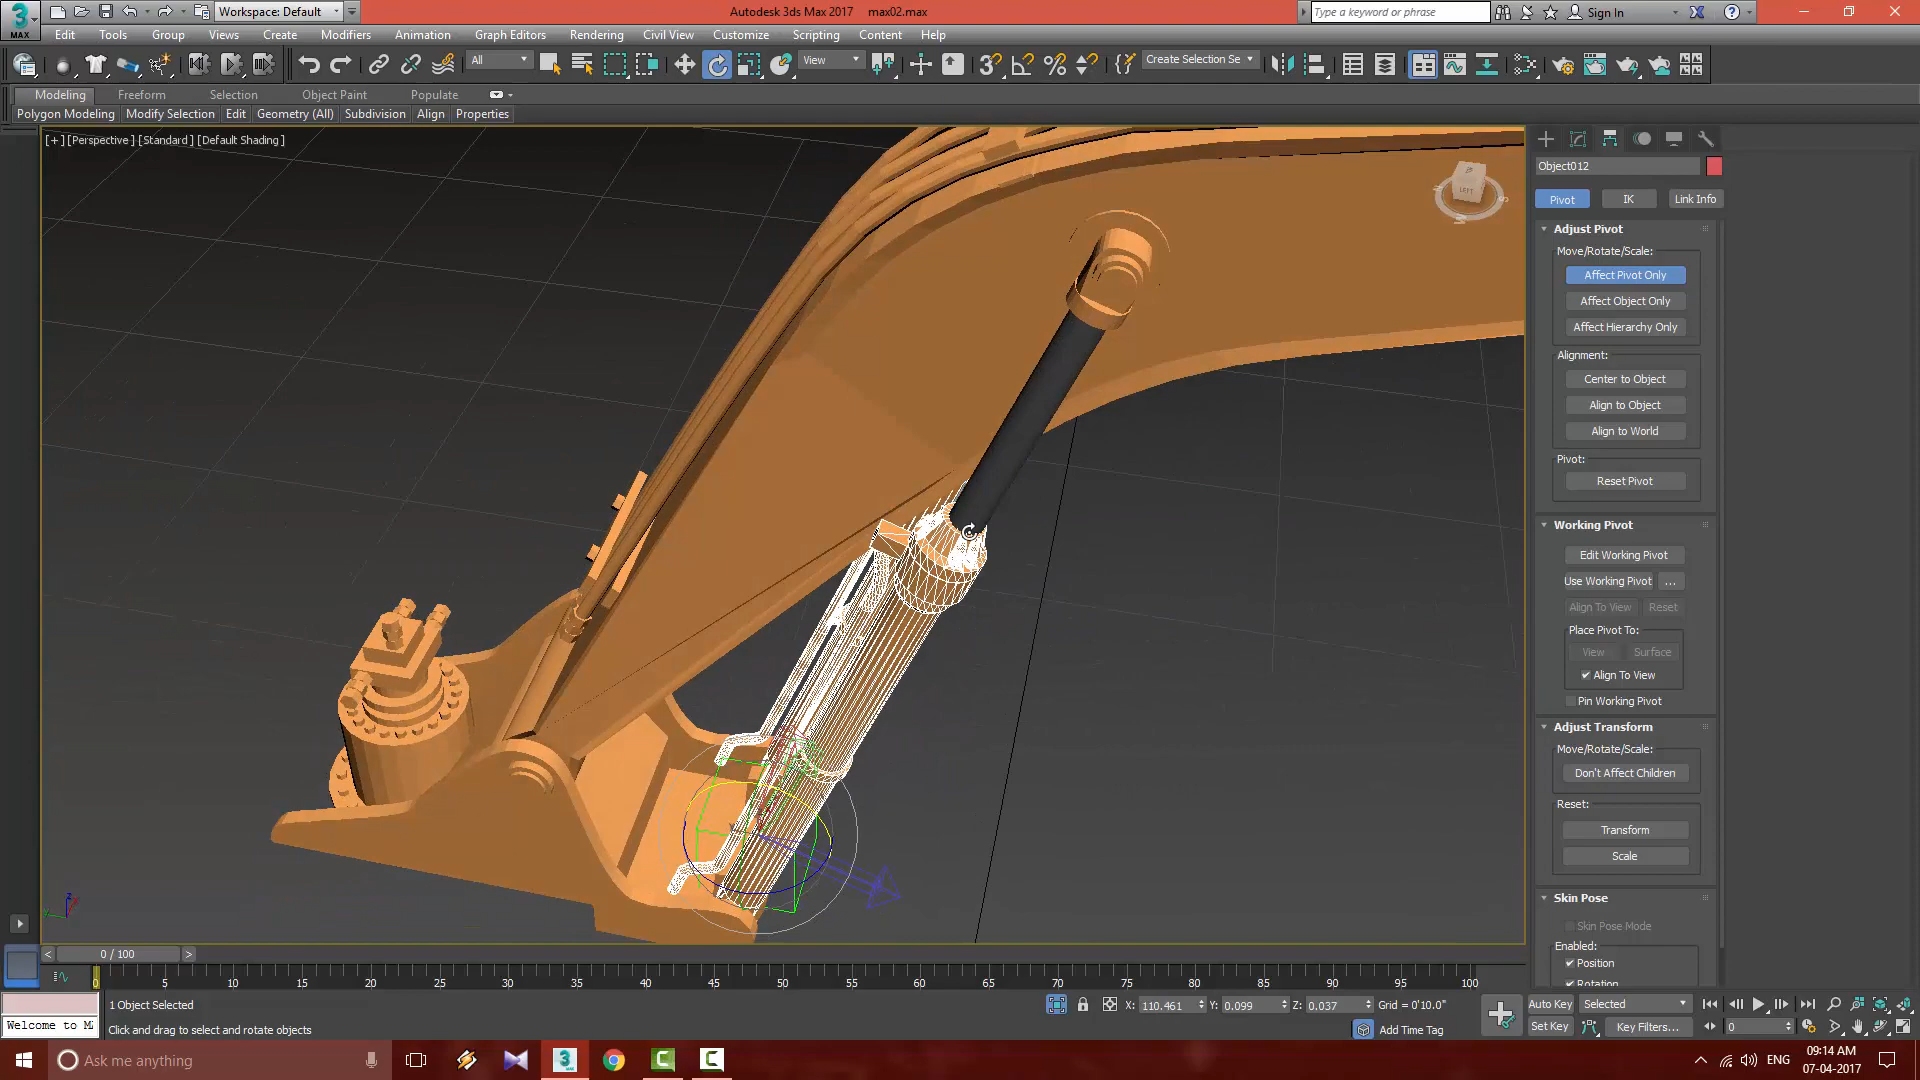 Workspace: Default
Autodesk 3ds Max 2017    max02.max
Type a keyword or phrase
Sign In
MAX
Edit Tools Group Views Create Modifiers Animation Graph Editors Rendering Civil View Customize Scripting Content Help
All
View
Create Selection Se
Modeling Freeform Selection Object Paint Populate
Polygon Modeling Modify Selection Edit Geometry (All) Subdivision Align Properties
[+] [Perspective] [Standard] [Default Shading]
LEFT
Object012
Pivot IK Link Info
Adjust Pivot
Move/Rotate/Scale:
Affect Pivot Only
Affect Object Only
Affect Hierarchy Only
Alignment:
Center to Object
Align to Object
Align to World
Pivot:
Reset Pivot
Working Pivot
Edit Working Pivot
Use Working Pivot ...
Align To View Reset
Place Pivot To:
View Surface
Align To View
Pin Working Pivot
Adjust Transform
Move/Rotate/Scale:
Don't Affect Children
Reset:
Transform
Scale
Skin Pose
Skin Pose Mode
Enabled:
Position
Rotation
< 0 / 100 >
0 5 10 15 20 25 30 35 40 45 50 55 60 65 70 75 80 85 90 95 100
1 Object Selected
X: 110.461 Y: 0.099 Z: 0.037 Grid = 0'10.0"
Auto Key Selected
Welcome to M
Click and drag to select and rotate objects
Add Time Tag
Set Key Key Filters... 0
Ask me anything
ENG
09:14 AM
07-04-2017